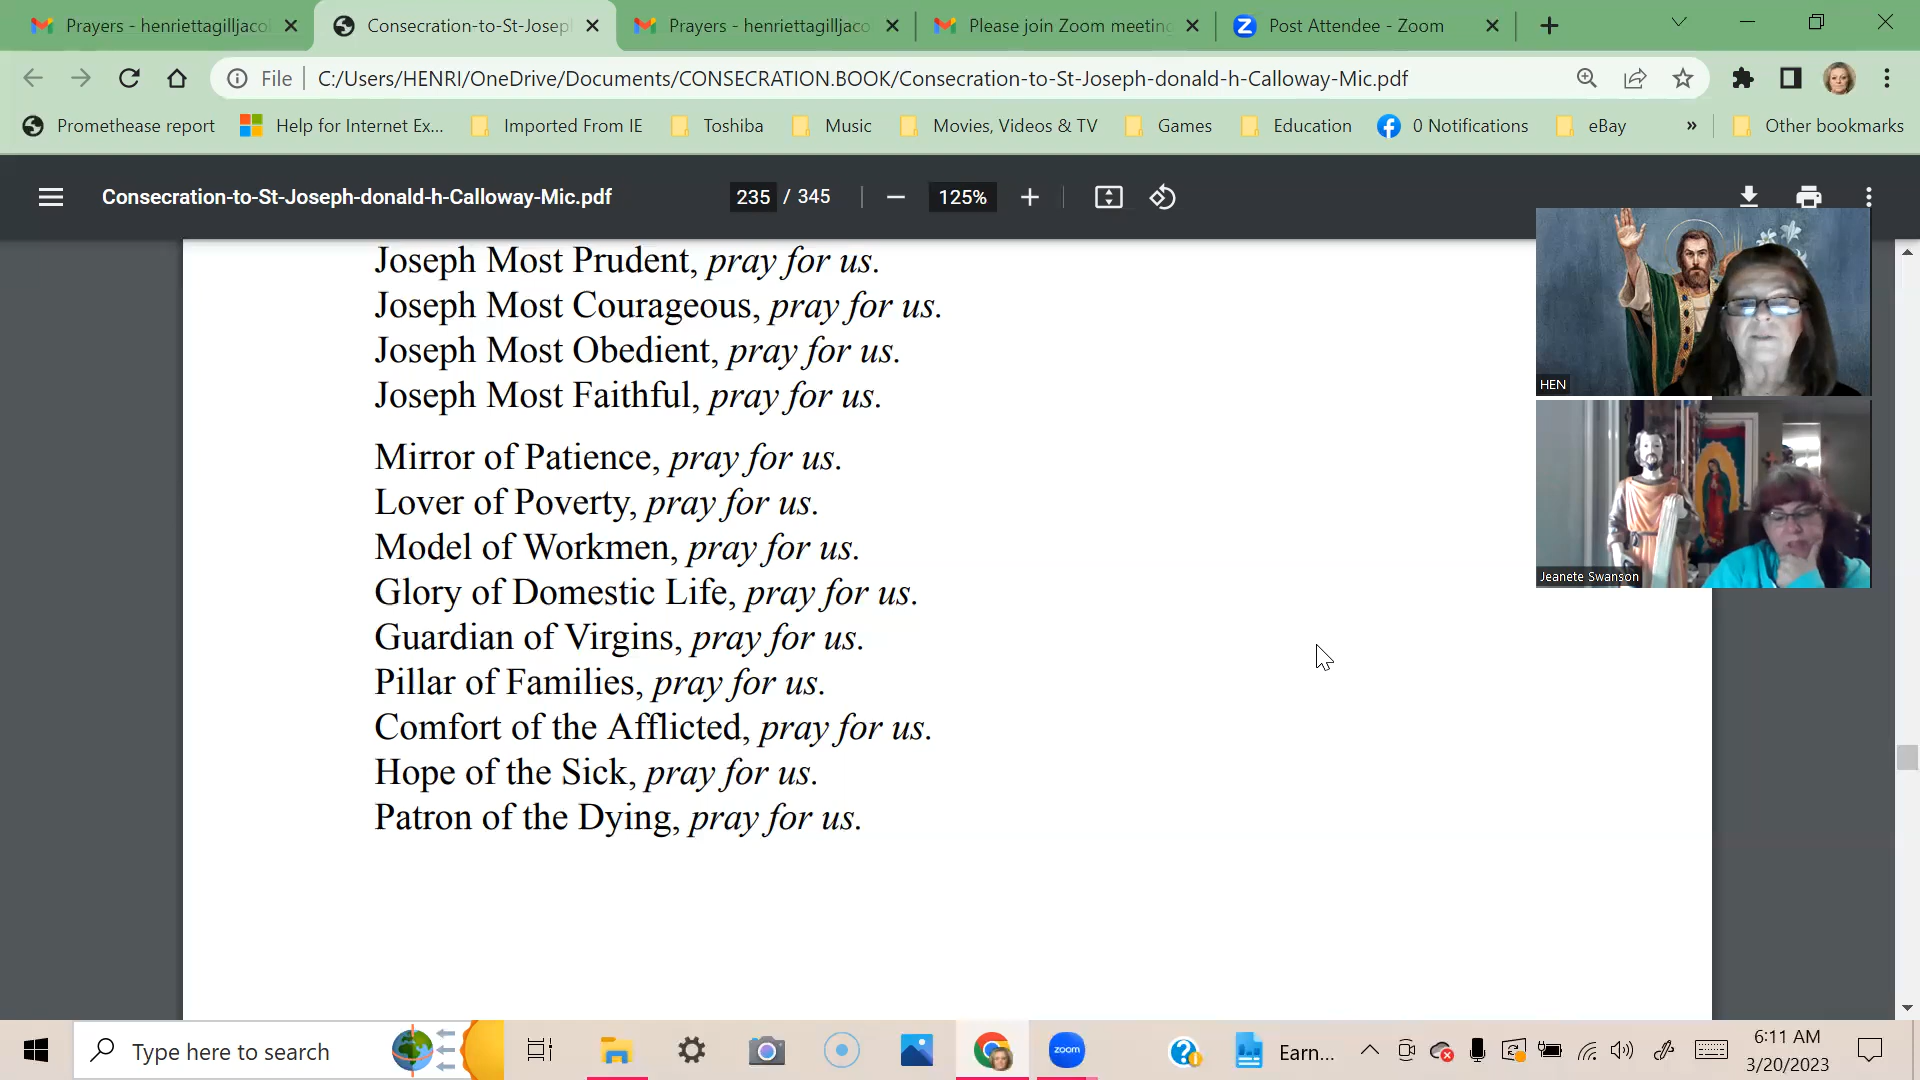 Prayers - henriettagilljaco
Consecration-to-St-Joseph
Prayers - henriettagilljaco
Please join Zoom meeting
Post Attendee - Zoom
File
C:/Users/HENRI/OneDrive/Documents/CONSECRATION.BOOK/Consecration-to-St-Joseph-donald-h-Calloway-Mic.pdf
Promethease report
Help for Internet Ex...
Imported From IE
Toshiba
Music
Movies, Videos & TV
Games
Education
0 Notifications
eBay
»
Other bookmarks
Consecration-to-St-Joseph-donald-h-Calloway-Mic.pdf
235 / 345
125%
Joseph Most Prudent, pray for us.
Joseph Most Courageous, pray for us.
Joseph Most Obedient, pray for us.
Joseph Most Faithful, pray for us.
Mirror of Patience, pray for us.
Lover of Poverty, pray for us.
Model of Workmen, pray for us.
Glory of Domestic Life, pray for us.
Guardian of Virgins, pray for us.
Pillar of Families, pray for us.
Comfort of the Afflicted, pray for us.
Hope of the Sick, pray for us.
Patron of the Dying, pray for us.
HEN
Jeanete Swanson
Type here to search
zoom
Earn...
6:11 AM
3/20/2023